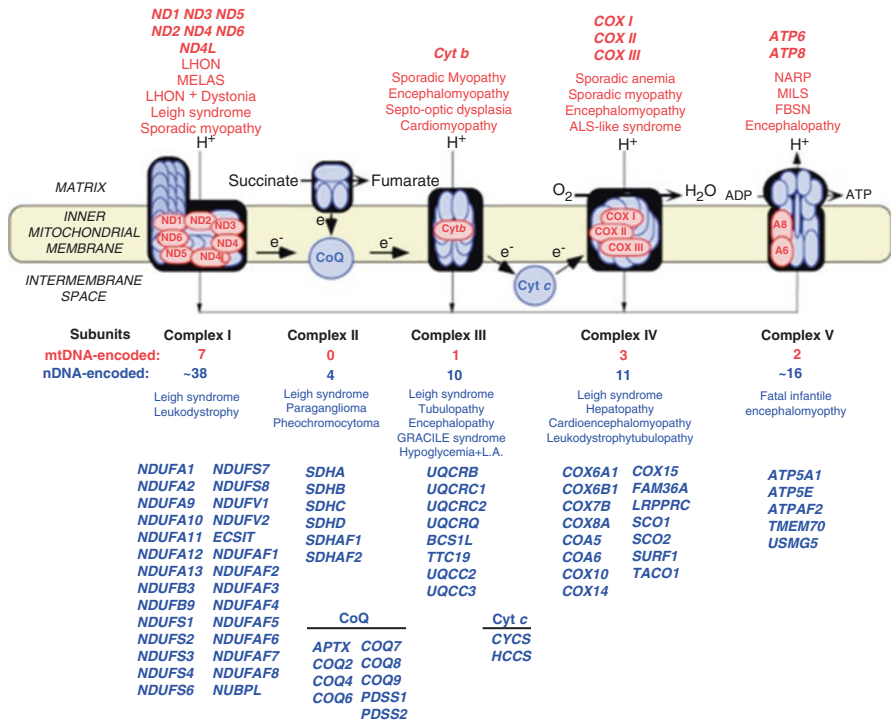 ND1 ND3 ND5
ND2 ND4 ND6
ND4L
LHON
MELAS
LHON + Dystonia
Leigh syndrome
Sporadic myopathy
H+
Cyt b
Sporadic Myopathy
Encephalomyopathy
Septo-optic dysplasia
Cardiomyopathy
H+
COX I
COX II
COX III
Sporadic anemia
Sporadic myopathy
Encephalomyopathy
ALS-like syndrome
H+
ATP6
ATP8
NARP
MILS
FBSN
Encephalopathy
H+
MATRIX
Succinate
Fumarate
O2
H2O
ADP
ATP
INNER
MITOCHONDRIAL
MEMBRANE
ND1
ND2
ND3
ND6
ND4
ND5
ND4L
e-
e-
CoQ
e-
Cytb
e-
Cyt c
e-
COX I
COX II
COX III
A8
A6
INTERMEMBRANE
SPACE
Subunits Complex I Complex II Complex III Complex IV Complex V
mtDNA-encoded: 7 0 1 3 2
nDNA-encoded: ~38 4 10 11 ~16
Leigh syndrome
Leukodystrophy
Leigh syndrome
Paraganglioma
Pheochromocytoma
Leigh syndrome
Tubulopathy
Encephalopathy
GRACILE syndrome
Hypoglycemia+L.A.
Leigh syndrome
Hepatopathy
Cardioencephalomyopathy
Leukodystrophytubulopathy
Fatal infantile
encephalomyopthy
NDUFA1 NDUFS7
NDUFA2 NDUFS8
NDUFA9 NDUFV1
NDUFA10 NDUFV2
NDUFA11 ECSIT
NDUFA12 NDUFAF1
NDUFA13 NDUFAF2
NDUFB3 NDUFAF3
NDUFB9 NDUFAF4
NDUFS1 NDUFAF5
NDUFS2 NDUFAF6
NDUFS3 NDUFAF7
NDUFS4 NDUFAF8
NDUFS6 NUBPL
SDHA
SDHB
SDHC
SDHD
SDHAF1
SDHAF2
UQCRB
UQCRC1
UQCRC2
UQCRQ
BCS1L
TTC19
UQCC2
UQCC3
COX6A1 COX15
COX6B1 FAM36A
COX7B LRPPRC
COX8A SCO1
COA5 SCO2
COA6 SURF1
COX10 TACO1
COX14
ATP5A1
ATP5E
ATPAF2
TMEM70
USMG5
CoQ
APTX COQ7
COQ2 COQ8
COQ4 COQ9
COQ6 PDSS1
PDSS2
Cyt c
CYCS
HCCS